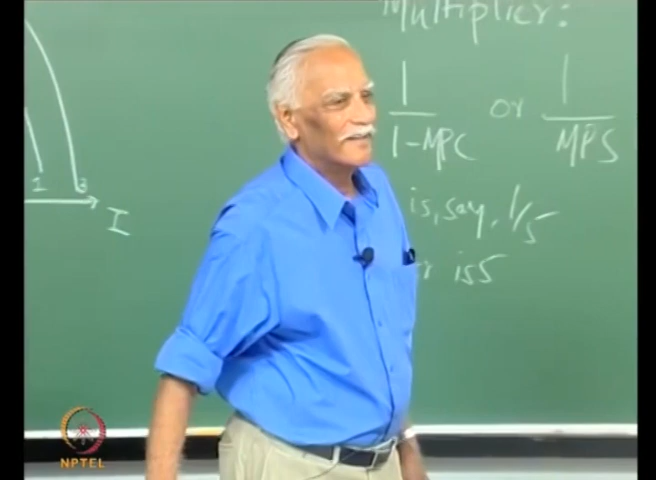 Multiplier:
1 or 1
1-MPC MPS
is, say, 1/5
is 5
1 3
I
NPTEL